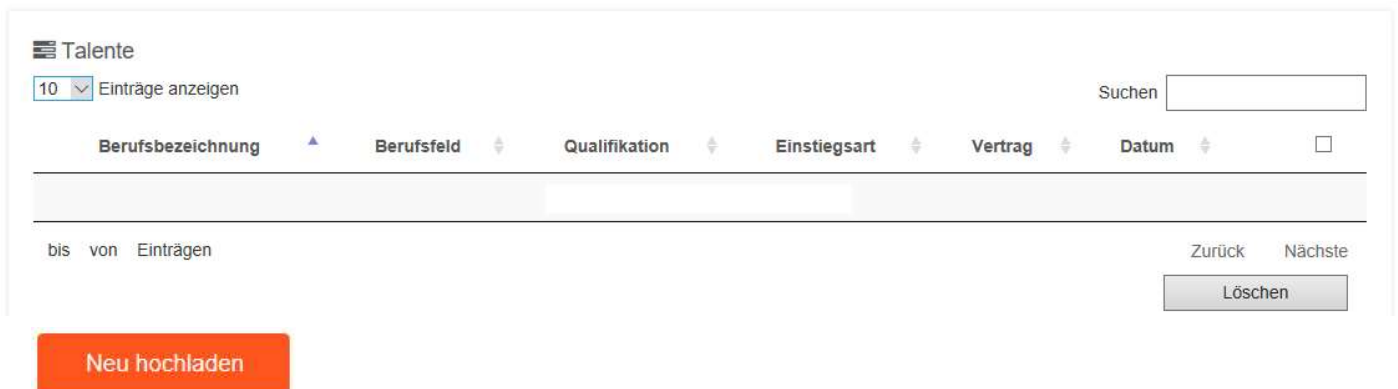 Talente
10 Einträge anzeigen Suchen
Berufsbezeichnung Berufsfeld Qualifikation Einstiegsart Vertrag Datum
bis von Einträgen Zurück Nächste
Löschen
Neu hochladen